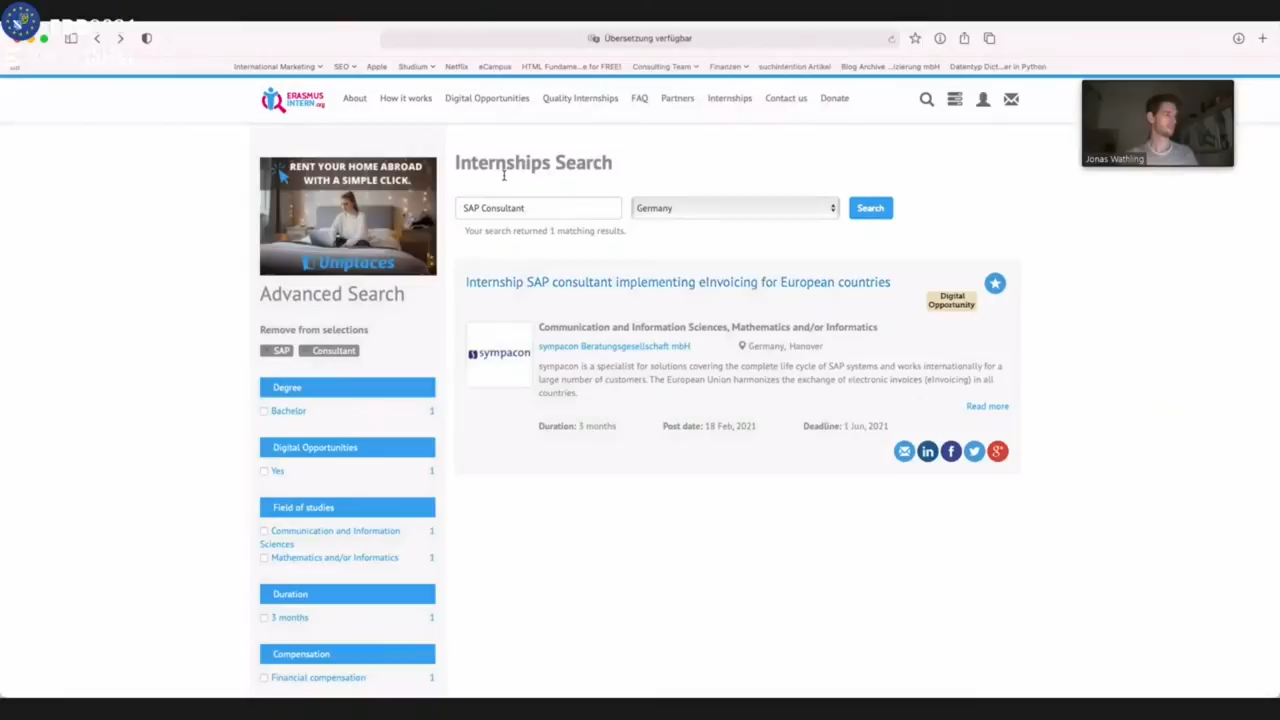 Übersetzung verfügbar
International Marketing SEO Apple Studium Netflix eCampus HTML Fundame...e for FREE! Consulting Team Finanzen suchintention Artikel Blog Archive ...izierung mbH Datentyp Dict...er in Python
ERASMUS
INTERN.org
About How it works Digital Opportunities Quality Internships FAQ Partners Internships Contact us Donate
Jonas Wathling
RENT YOUR HOME ABROAD
WITH A SIMPLE CLICK.
Umplaces
Internships Search
SAP Consultant Germany Search
Your search returned 1 matching results.
Advanced Search
Remove from selections
SAP Consultant
Degree
Bachelor 1
Digital Opportunities
Yes 1
Field of studies
Communication and Information 1
Sciences
Mathematics and/or Informatics 1
Duration
3 months 1
Compensation
Financial compensation 1
Internship SAP consultant implementing eInvoicing for European countries
Digital
Opportunity
sympacon
Communication and Information Sciences, Mathematics and/or Informatics
sympacon Beratungsgesellschaft mbH Germany, Hanover
sympacon is a specialist for solutions covering the complete life cycle of SAP systems and works internationally for a
large number of customers. The European Union harmonizes the exchange of electronic invoices (eInvoicing) in all
countries.
Read more
Duration: 3 months Post date: 18 Feb, 2021 Deadline: 1 Jun, 2021